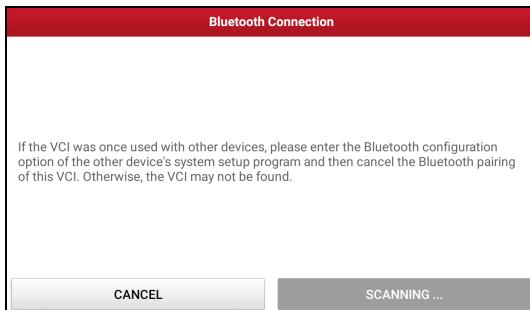 Bluetooth Connection
If the VCI was once used with other devices, please enter the Bluetooth configuration
option of the other device's system setup program and then cancel the Bluetooth pairing
of this VCI. Otherwise, the VCI may not be found.
CANCEL
SCANNING ...